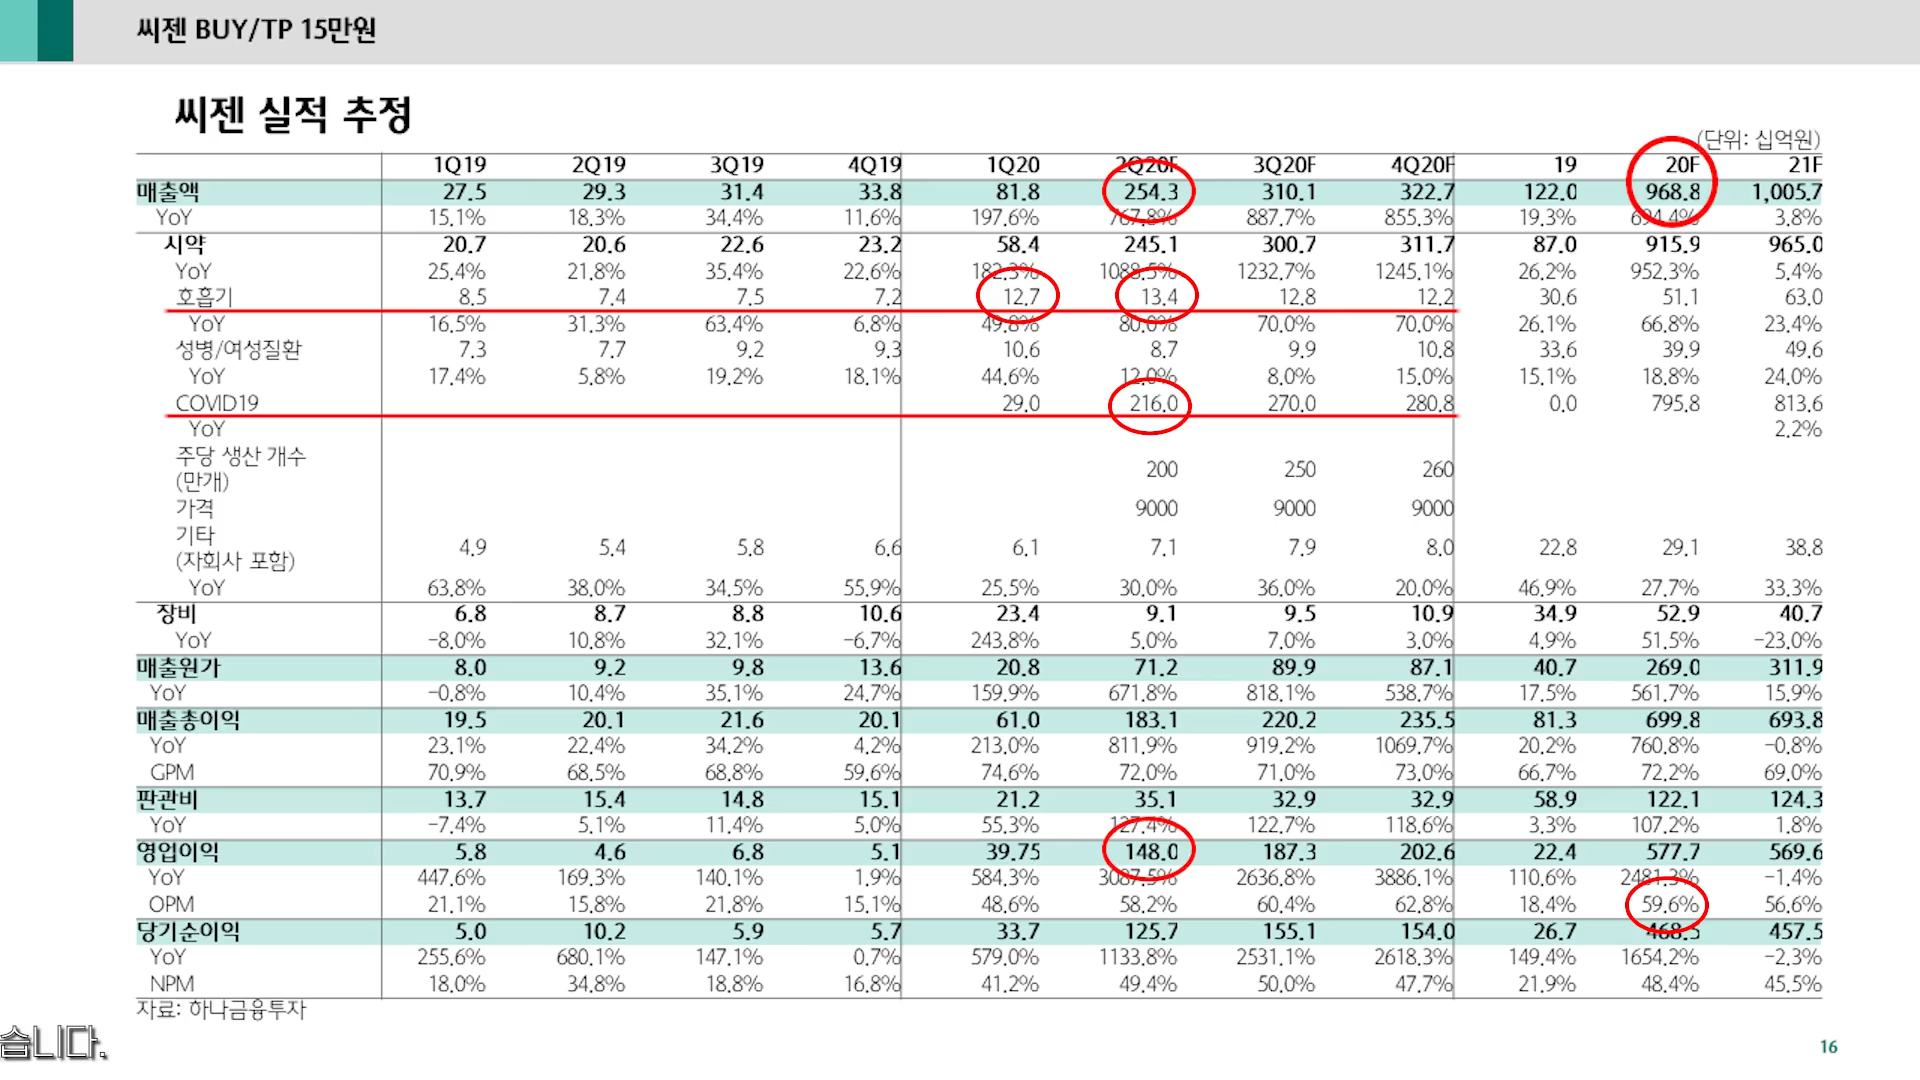 씨젠 BUY/TP 15만원
씨젠 실적 추정
(단위: 십억원)
1Q19 2Q19 3Q19 4Q19 1Q20 2Q20F 3Q20F 4Q20F 19 20F 21F
매출액 27.5 29.3 31.4 33.8 81.8 254.3 310.1 322.7 122.0 968.8 1,005.7
YoY 15.1% 18.3% 34.4% 11.6% 197.6% 767.8% 887.7% 855.3% 19.3% 694.4% 3.8%
시약 20.7 20.6 22.6 23.2 58.4 245.1 300.7 311.7 87.0 915.9 965.0
YoY 25.4% 21.8% 35.4% 22.6% 182.3% 1088.5% 1232.7% 1245.1% 26.2% 952.3% 5.4%
호흡기 8.5 7.4 7.5 7.2 12.7 13.4 12.8 12.2 30.6 51.1 63.0
YoY 16.5% 31.3% 63.4% 6.8% 49.8% 80.0% 70.0% 70.0% 26.1% 66.8% 23.4%
성병/여성질환 7.3 7.7 9.2 9.3 10.6 8.7 9.9 10.8 33.6 39.9 49.6
YoY 17.4% 5.8% 19.2% 18.1% 44.6% 12.0% 8.0% 15.0% 15.1% 18.8% 24.0%
COVID19 29.0 216.0 270.0 280.8 0.0 795.8 813.6
YoY 2.2%
주당 생산 개수
(만개) 200 250 260
가격 9000 9000 9000
기타
(자회사 포함) 4.9 5.4 5.8 6.6 6.1 7.1 7.9 8.0 22.8 29.1 38.8
YoY 63.8% 38.0% 34.5% 55.9% 25.5% 30.0% 36.0% 20.0% 46.9% 27.7% 33.3%
장비 6.8 8.7 8.8 10.6 23.4 9.1 9.5 10.9 34.9 52.9 40.7
YoY -8.0% 10.8% 32.1% -6.7% 243.8% 5.0% 7.0% 3.0% 4.9% 51.5% -23.0%
매출원가 8.0 9.2 9.8 13.6 20.8 71.2 89.9 87.1 40.7 269.0 311.9
YoY -0.8% 10.4% 35.1% 24.7% 159.9% 671.8% 818.1% 538.7% 17.5% 561.7% 15.9%
매출총이익 19.5 20.1 21.6 20.1 61.0 183.1 220.2 235.5 81.3 699.8 693.8
YoY 23.1% 22.4% 34.2% 4.2% 213.0% 811.9% 919.2% 1069.7% 20.2% 760.8% -0.8%
GPM 70.9% 68.5% 68.8% 59.6% 74.6% 72.0% 71.0% 73.0% 66.7% 72.2% 69.0%
판관비 13.7 15.4 14.8 15.1 21.2 35.1 32.9 32.9 58.9 122.1 124.3
YoY -7.4% 5.1% 11.4% 5.0% 55.3% 127.4% 122.7% 118.6% 3.3% 107.2% 1.8%
영업이익 5.8 4.6 6.8 5.1 39.75 148.0 187.3 202.6 22.4 577.7 569.6
YoY 447.6% 169.3% 140.1% 1.9% 584.3% 3087.5% 2636.8% 3886.1% 110.6% 2481.3% -1.4%
OPM 21.1% 15.8% 21.8% 15.1% 48.6% 58.2% 60.4% 62.8% 18.4% 59.6% 56.6%
당기순이익 5.0 10.2 5.9 5.7 33.7 125.7 155.1 154.0 26.7 468.5 457.5
YoY 255.6% 680.1% 147.1% 0.7% 579.0% 1133.8% 2531.1% 2618.3% 149.4% 1654.2% -2.3%
NPM 18.0% 34.8% 18.8% 16.8% 41.2% 49.4% 50.0% 47.7% 21.9% 48.4% 45.5%
자료: 하나금융투자
습니다.
16